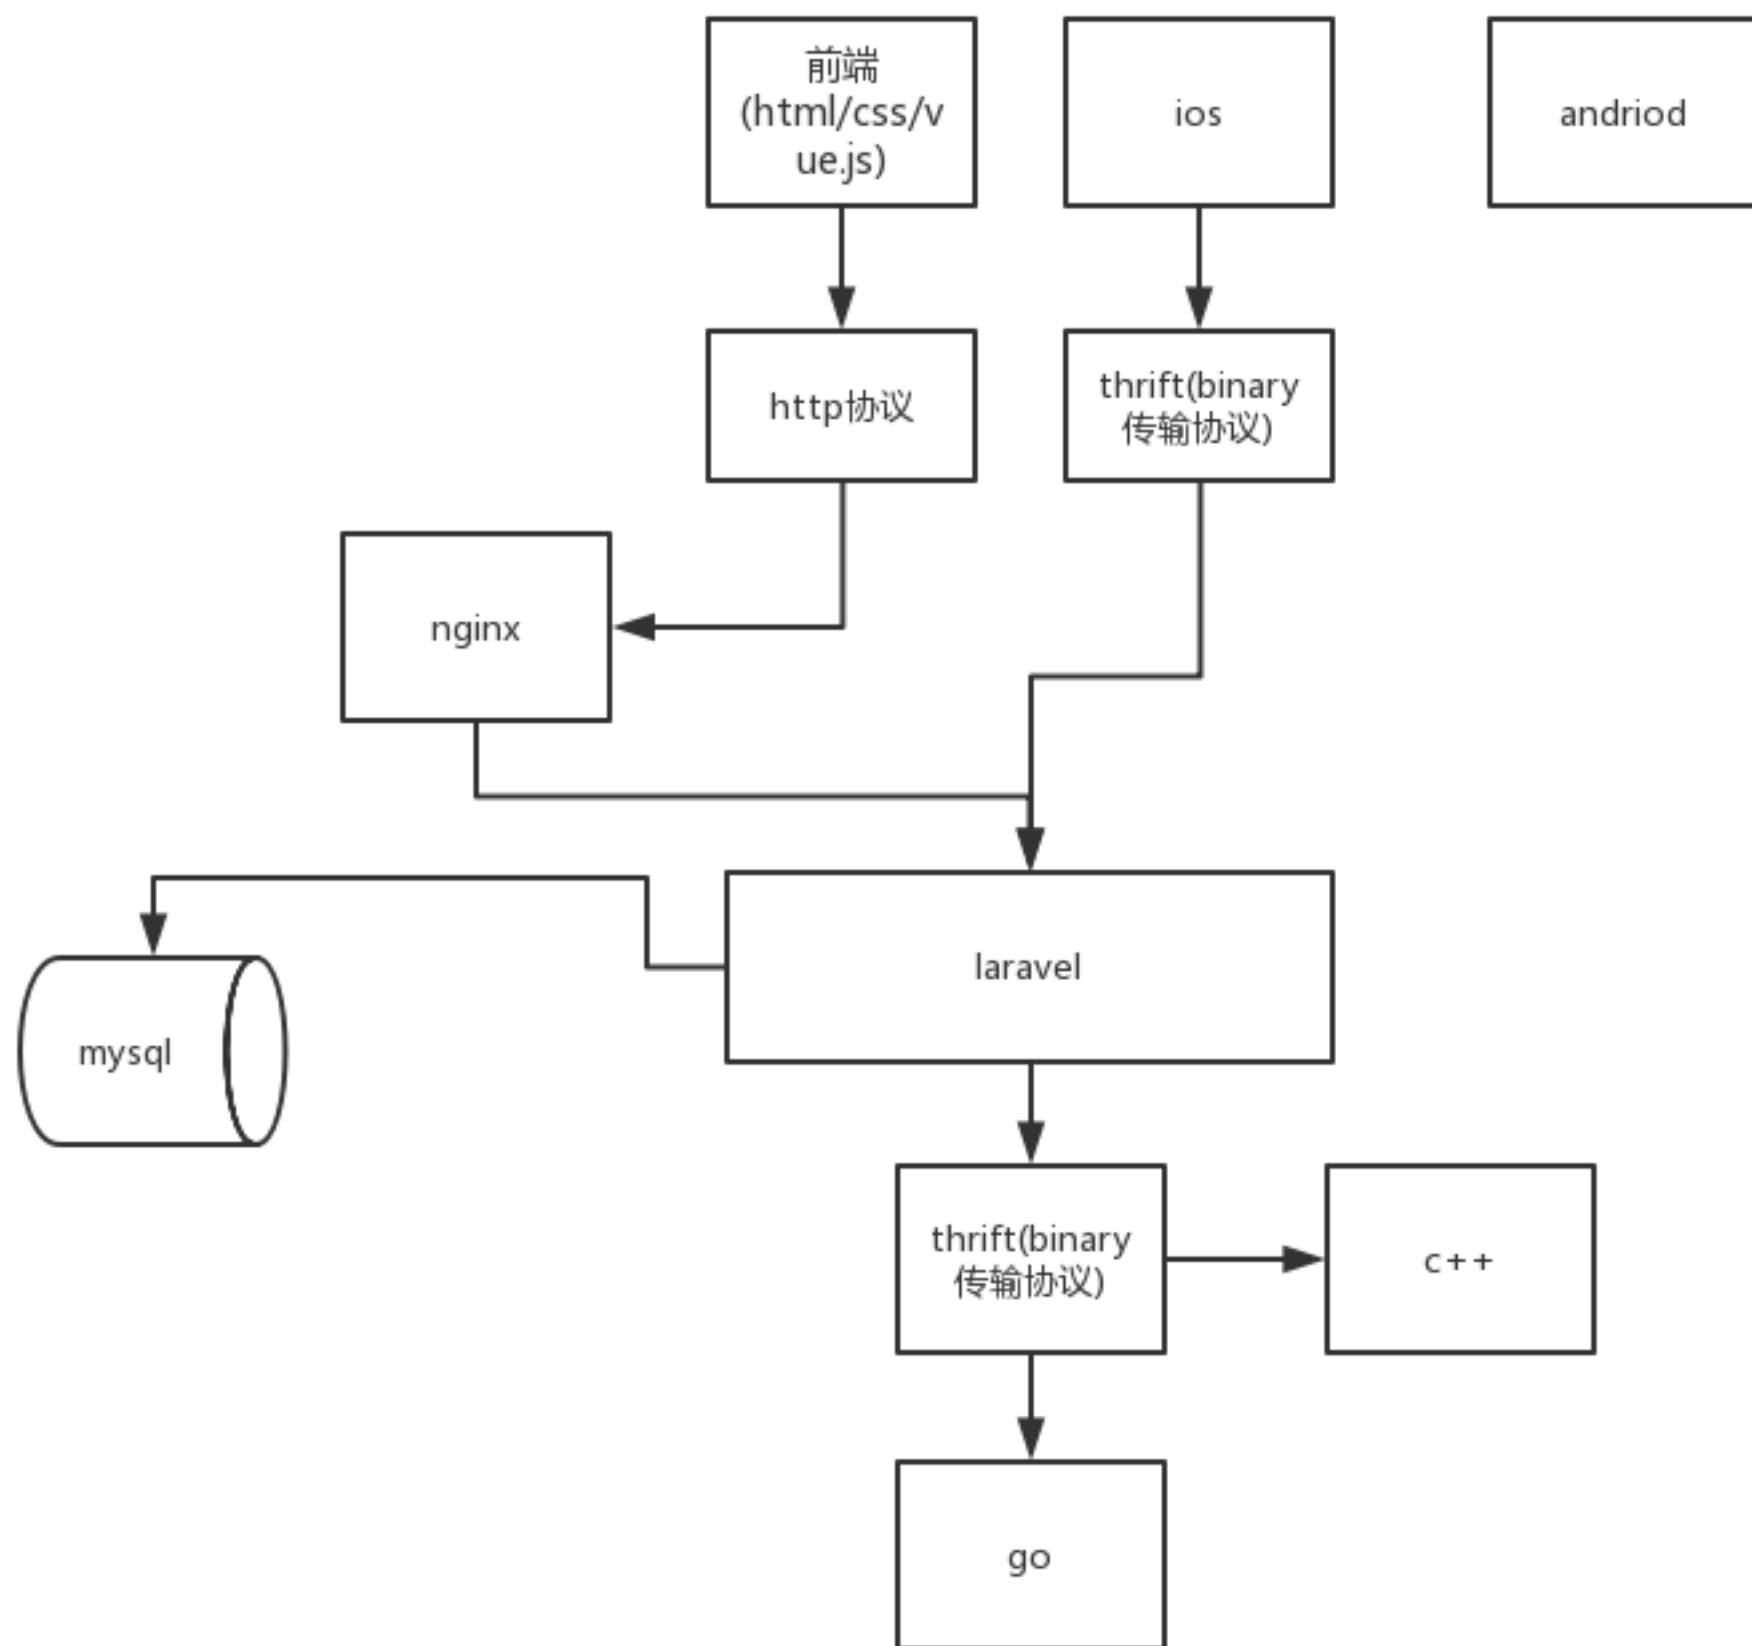 前端
(html/css/v
ue.js)
ios
andriod
http协议
thrift(binary
传输协议)
nginx
laravel
mysql
thrift(binary
传输协议)
c++
go